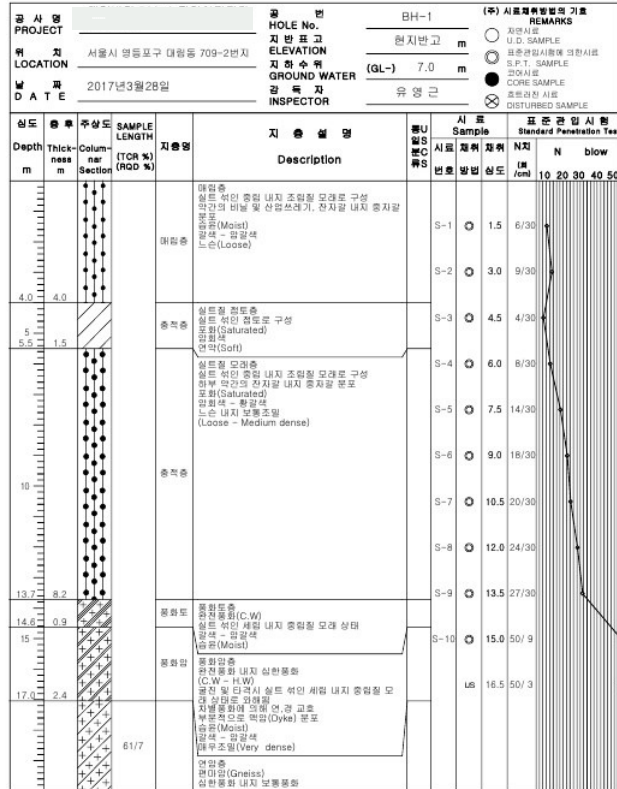 공 사 명
PROJECT
위 치
LOCATION
서울시 영등포구 대림동 709-2번지
날 짜
DATE
2017년3월28일
공 번
HOLE No.
BH-1
지 반 표 고
ELEVATION
현지반고 m
지 하 수 위
GROUND WATER
(GL-) 7.0 m
감 독 자
INSPECTOR
유 영 근
(주) 시료채취방법의 기호
REMARKS
자연시료
U.D. SAMPLE
표준관입시험에 의한시료
S.P.T. SAMPLE
코아시료
CORE SAMPLE
흐트러진 시료
DISTURBED SAMPLE
심도
Depth
m
층 후
Thick-
ness
m
주상도
Colum-
nar
Section
SAMPLE
LENGTH
(TCR %)
(RQD %)
지층명
지 층 설 명
Description
통U
일S
분C
류S
시 료
Sample
시료 채취 채취
번호 방법 심도
표 준 관 입 시 험
Standard Penetration Test
N치
(회
/cm)
N blow
10 20 30 40 50
매립층
매립층
실트 섞인 중립 내지 조립질 모래로 구성
약간의 비닐 및 산업쓰레기, 잔자갈 내지 중자갈
분포
습윤(Moist)
갈색 - 암갈색
느슨(Loose)
S-1 1.5 6/30
S-2 3.0 9/30
4.0 4.0
충적층
실트질 점토층
실트 섞인 점토로 구성
포화(Saturated)
암회색
연약(Soft)
S-3 4.5 4/30
5
5.5 1.5
충적층
실트질 모래층
실트 섞인 중립 내지 조립질 모래로 구성
하부 약간의 잔자갈 내지 중자갈 분포
포화(Saturated)
암회색 - 황갈색
느슨 내지 보통조밀
(Loose - Medium dense)
S-4 6.0 8/30
S-5 7.5 14/30
S-6 9.0 18/30
10
S-7 10.5 20/30
S-8 12.0 24/30
S-9 13.5 27/30
13.7 8.2
풍화토
풍화토층
완전풍화(C.W)
실트 섞인 세립 내지 중립질 모래 상태
갈색 - 암갈색
습윤(Moist)
14.6 0.9
15
S-10 15.0 50/ 9
풍화암
풍화암층
완전풍화 내지 심한풍화
(C.W - H.W)
굴진 및 타격시 실트 섞인 세립 내지 중립질 모
래 상태로 와해됨
차별풍화에 의해 연,경 교호
부분적으로 맥암(Dyke) 분포
습윤(Moist)
갈색 - 암갈색
매우조밀(Very dense)
16.5 50/ 3
17.0 2.4
61/7
연암층
편마암(Gneiss)
심한풍화 내지 보통풍화